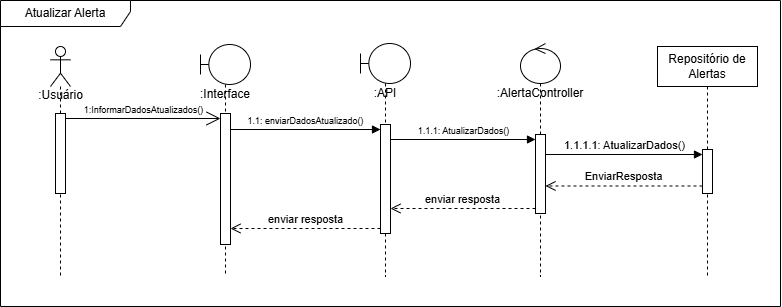 Atualizar Alerta
:Usuário
:Interface
:API
:AlertaController
Repositório de
Alertas
1:InformarDadosAtualizados()
1.1: enviarDadosAtualizado()
1.1.1: AtualizarDados()
1.1.1.1: AtualizarDados()
EnviarResposta
enviar resposta
enviar resposta